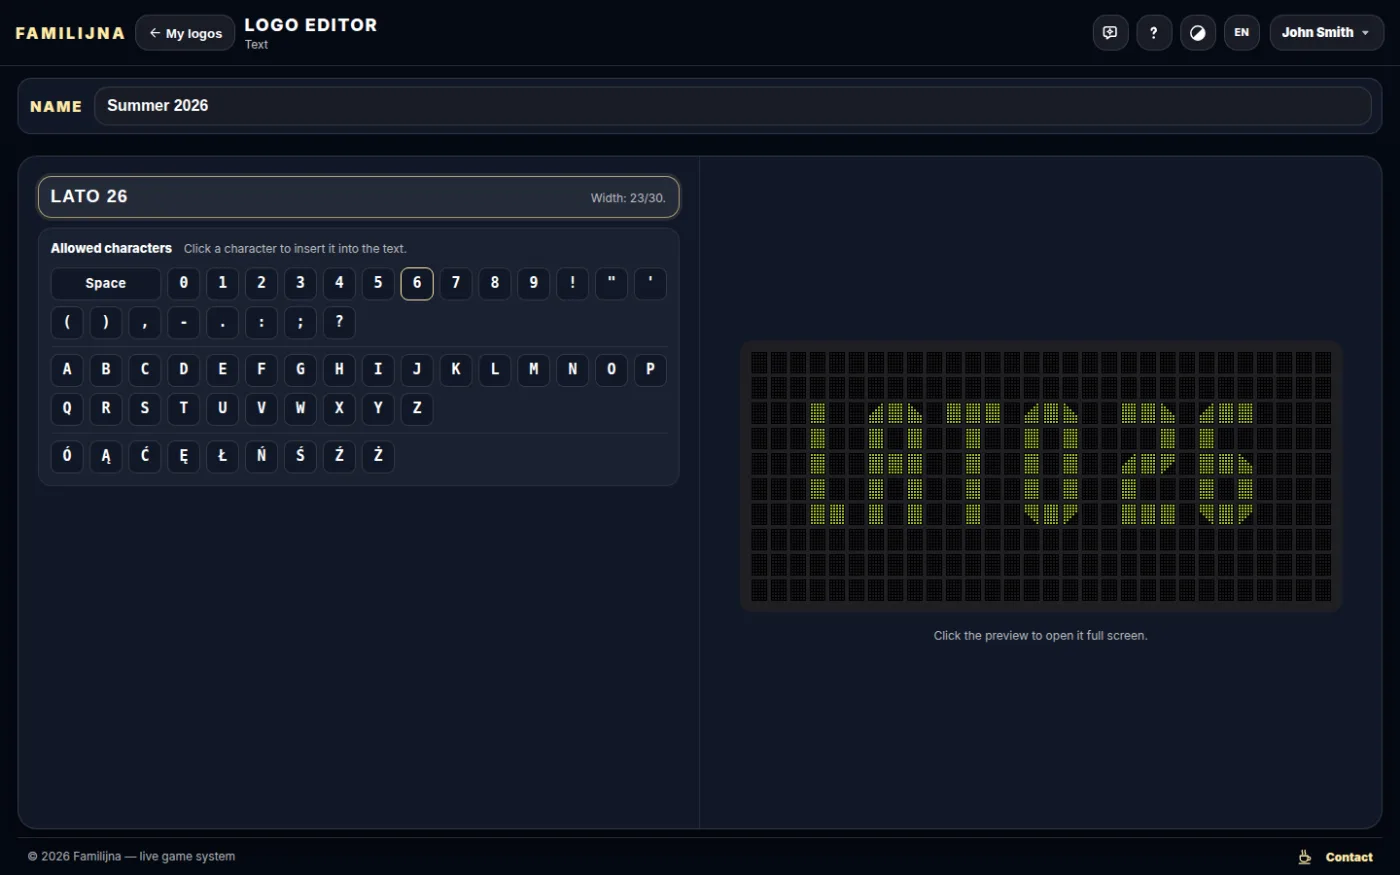 FAMILIJNA
← My logos
LOGO EDITOR
Text
?
EN
John Smith
NAME
Summer 2026
LATO 26
Width: 23/30.
Allowed characters Click a character to insert it into the text.
Space 0 1 2 3 4 5 6 7 8 9 ! " '
( ) , - . : ; ?
A B C D E F G H I J K L M N O P
Q R S T U V W X Y Z
Ó Ą Ć Ę Ł Ń Ś Ź Ż
LATO 26
Click the preview to open it full screen.
© 2026 Familijna — live game system
Contact